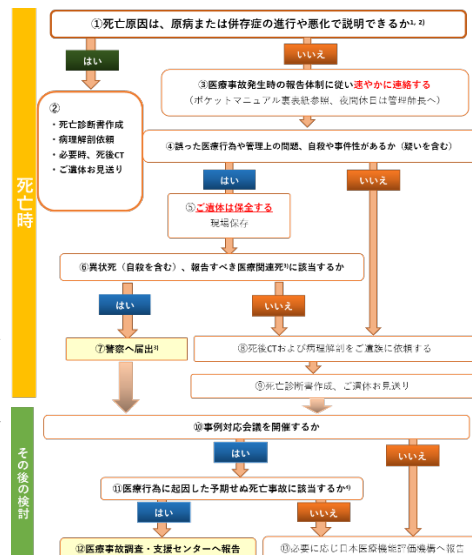 ①死亡原因は、原病または併存症の進行や悪化で説明できるか1, 2)
はい
いいえ
②
・死亡診断書作成
・病理解剖依頼
・必要時、死後CT
・ご遺体お見送り
③医療事故発生時の報告体制に従い速やかに連絡する
（ポケットマニュアル裏表紙参照、夜間休日は管理師長へ）
④誤った医療行為や管理上の問題、自殺や事件性があるか（疑いを含む）
はい
いいえ
⑤ご遺体は保全する
現場保存
⑥異状死（自殺を含む）、報告すべき医療関連死3)に該当するか
はい
いいえ
⑦警察へ届出3)
⑧死後CTおよび病理解剖をご遺族に依頼する
⑨死亡診断書作成、ご遺体お見送り
死亡時
⑩事例対応会議を開催するか
はい
いいえ
⑪医療行為に起因した予期せぬ死亡事故に該当するか4)
はい
いいえ
⑫医療事故調査・支援センターへ報告
⑬必要に応じ日本医療機能評価機構へ報告
その後の検討